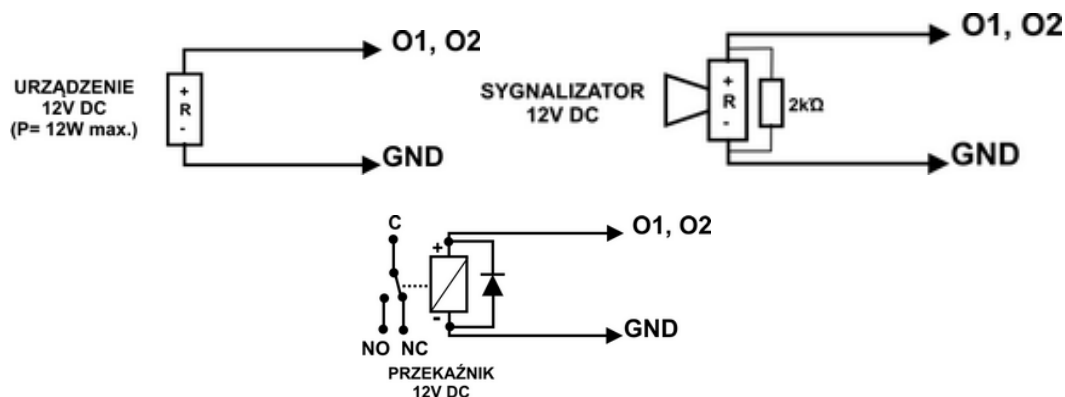 O1, O2
URZĄDZENIE
12V DC
(P= 12W max.)
+
R
-
GND
O1, O2
SYGNALIZATOR
12V DC
+
R
-
2kΩ
GND
C
O1, O2
+
-
GND
NO NC
PRZEKAŹNIK
12V DC